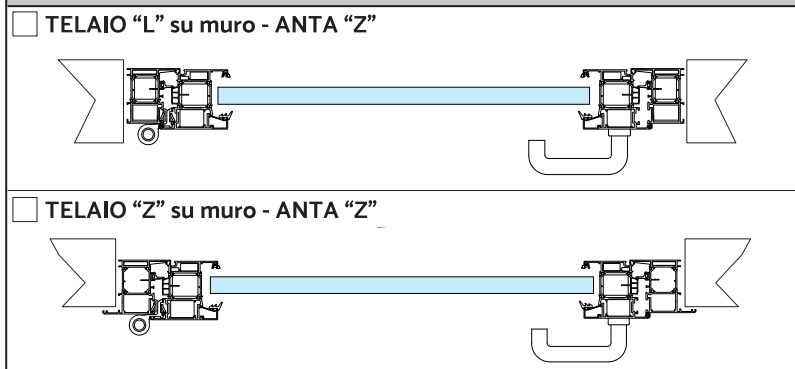 TELAIO “L” su muro - ANTA “Z”
TELAIO “Z” su muro - ANTA “Z”